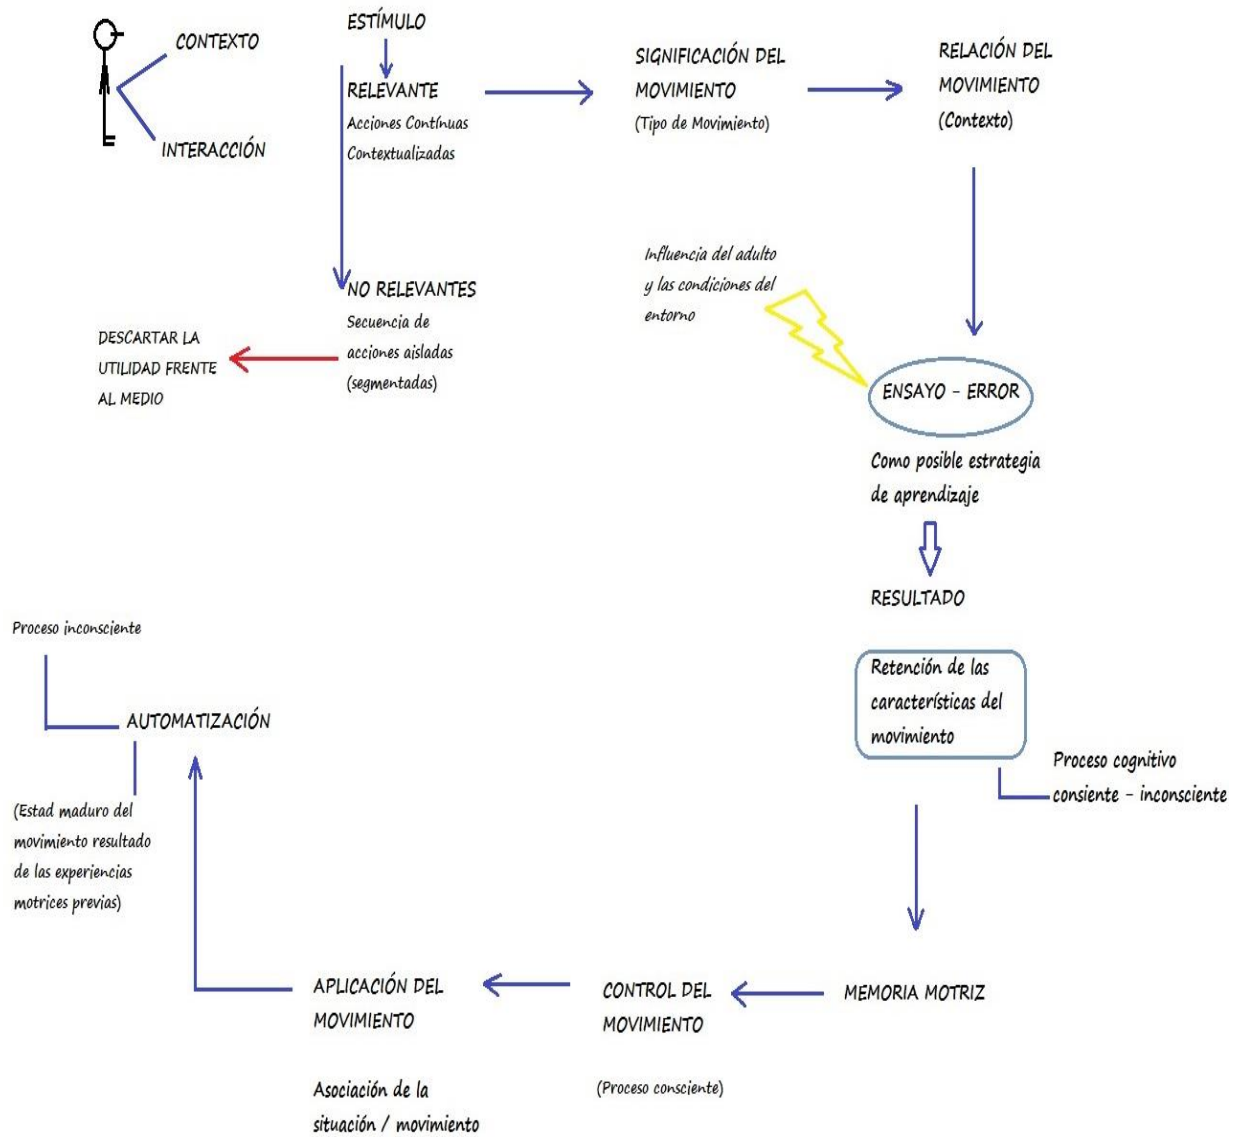 CONTEXTO
INTERACCIÓN
ESTÍMULO
RELEVANTE
Acciones Contínuas
Contextualizadas
SIGNIFICACIÓN DEL
MOVIMIENTO
(Tipo de Movimiento)
RELACIÓN DEL
MOVIMIENTO
(Contexto)
NO RELEVANTES
Secuencia de
acciones aisladas
(segmentadas)
DESCARTAR LA
UTILIDAD FRENTE
AL MEDIO
Influencia del adulto
y las condiciones del
entorno
ENSAYO - ERROR
Como posible estrategia
de aprendizaje
RESULTADO
Retención de las
características del
movimiento
Proceso cognitivo
consiente - inconsciente
MEMORIA MOTRIZ
CONTROL DEL
MOVIMIENTO
(Proceso consciente)
APLICACIÓN DEL
MOVIMIENTO
Asociación de la
situación / movimiento
Proceso inconsciente
AUTOMATIZACIÓN
(Estad maduro del
movimiento resultado
de las experiencias
motrices previas)